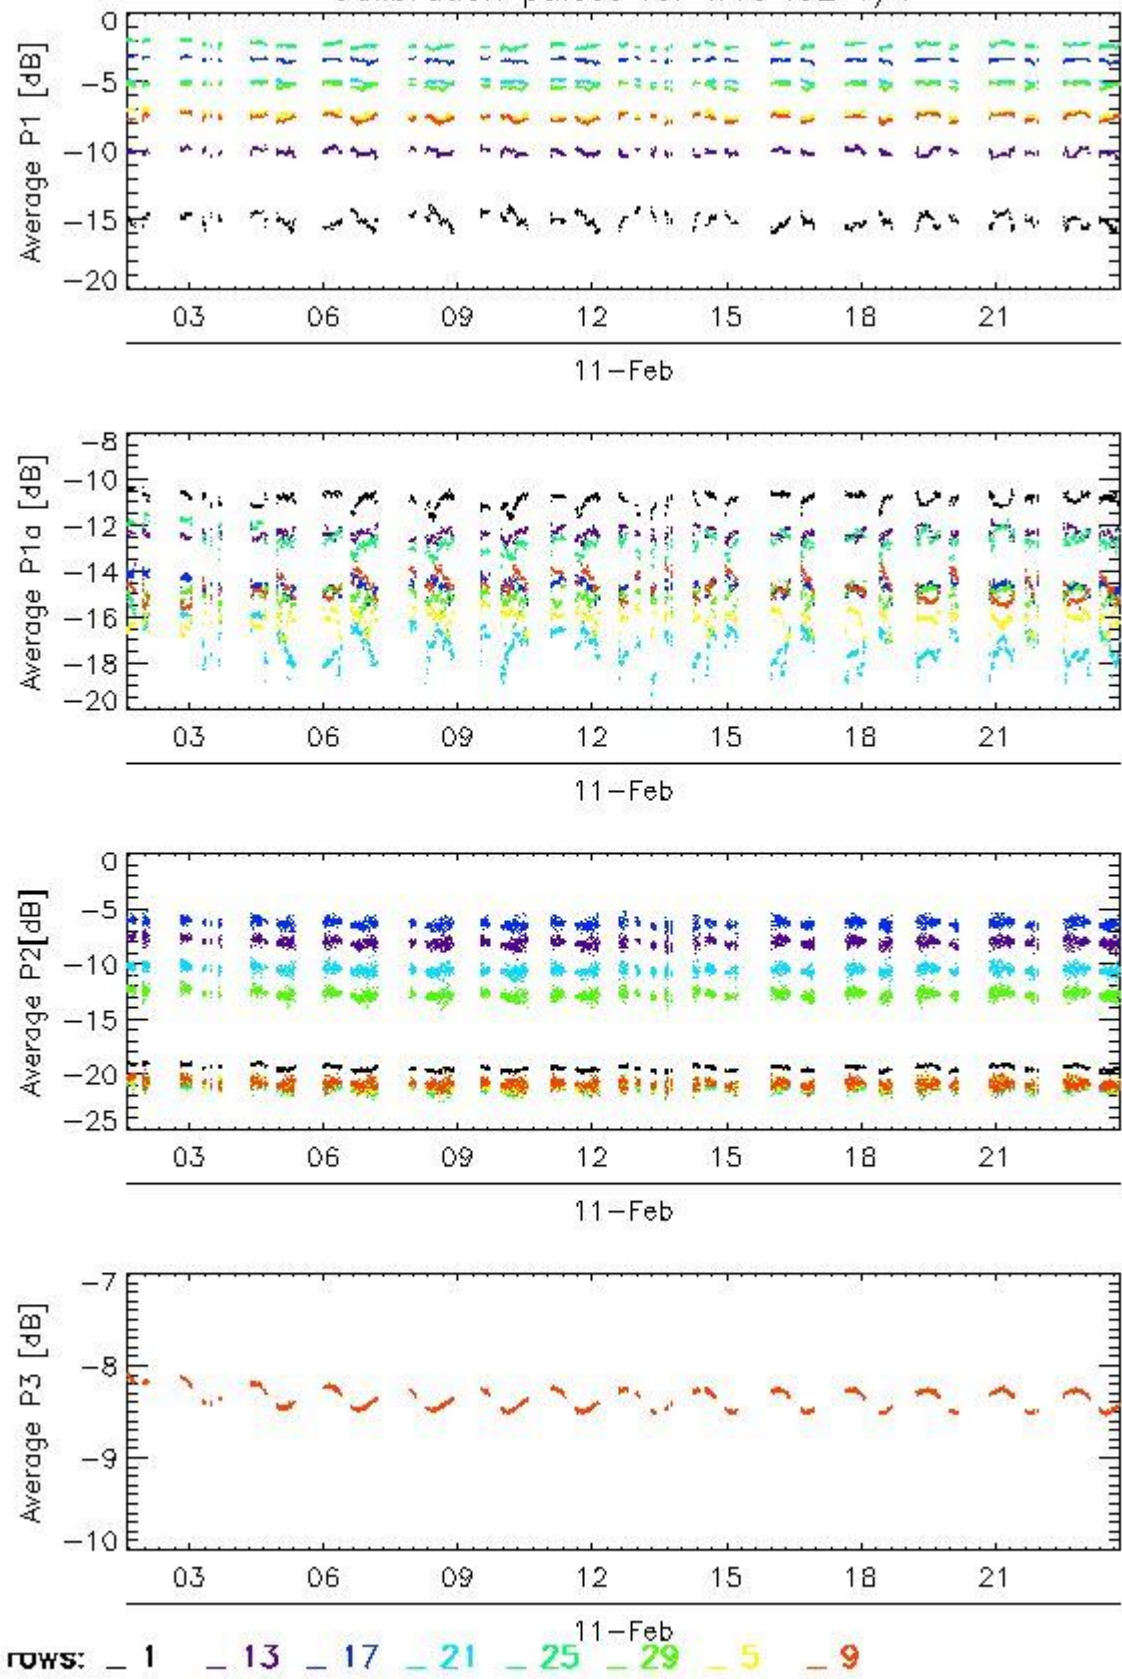 0
−5
−10
−15
−20
Average P1 [dB]
03 06 09 12 15 18 21
11−Feb
−8
−10
−12
−14
−16
−18
−20
Average P1a [dB]
03 06 09 12 15 18 21
11−Feb
0
−5
−10
−15
−20
−25
Average P2[dB]
03 06 09 12 15 18 21
11−Feb
−7
−8
−9
−10
Average P3 [dB]
03 06 09 12 15 18 21
11−Feb
rows: _ 1 _ 13 _ 17 _ 21 _ 25 _ 29 _ 5 _ 9